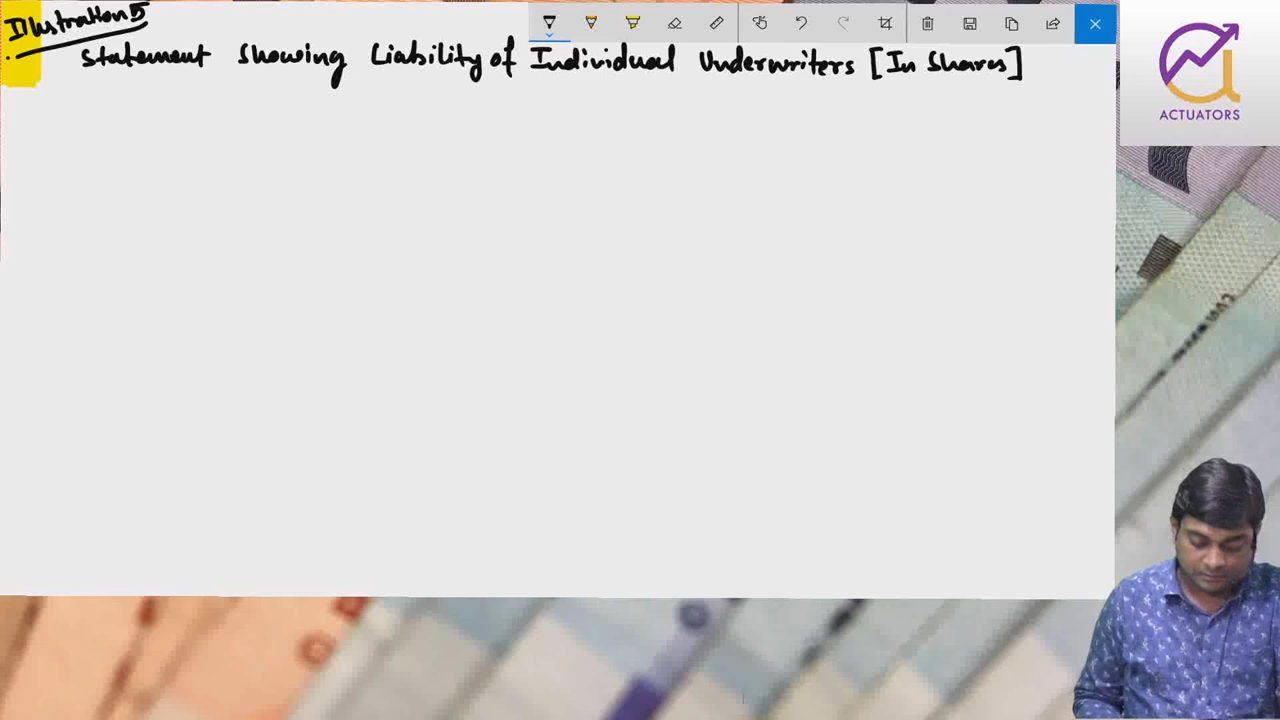 Illustration 5
Statement Showing Liability of Individual Underwriters [In Shares]
ACTUATORS